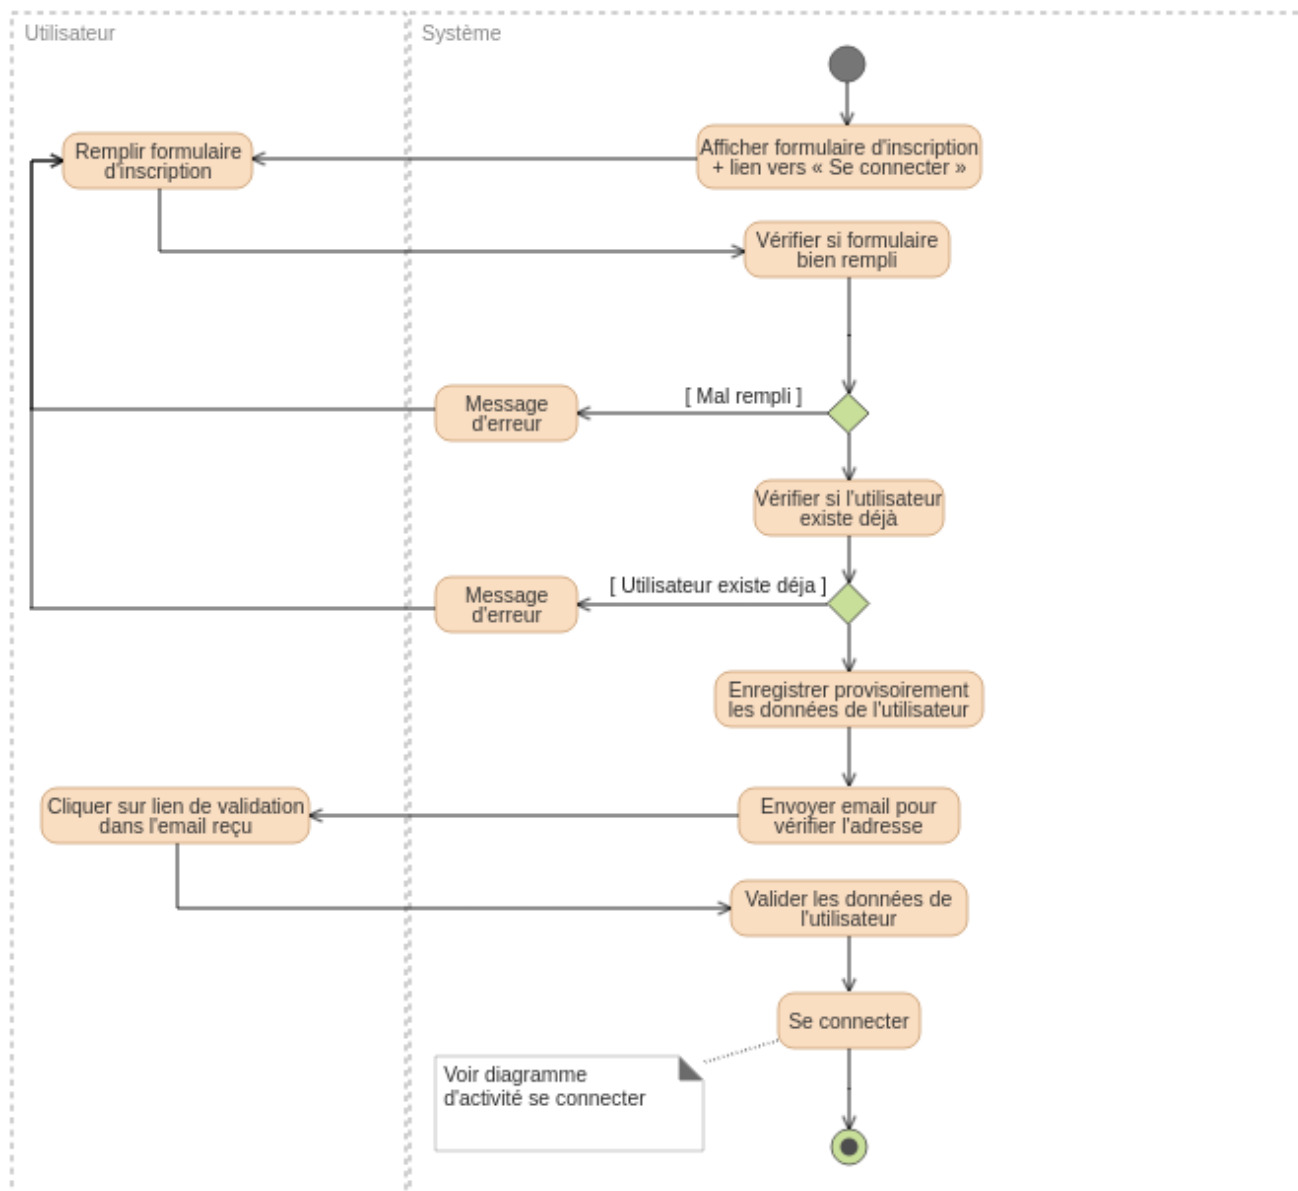 Utilisateur
Système
Remplir formulaire
d'inscription
Afficher formulaire d'inscription
+ lien vers « Se connecter »
Vérifier si formulaire
bien rempli
[ Mal rempli ]
Message
d'erreur
Vérifier si l'utilisateur
existe déjà
[ Utilisateur existe déja ]
Message
d'erreur
Enregistrer provisoirement
les données de l'utilisateur
Cliquer sur lien de validation
dans l'email reçu
Envoyer email pour
vérifier l'adresse
Valider les données de
l'utilisateur
Se connecter
Voir diagramme
d'activité se connecter